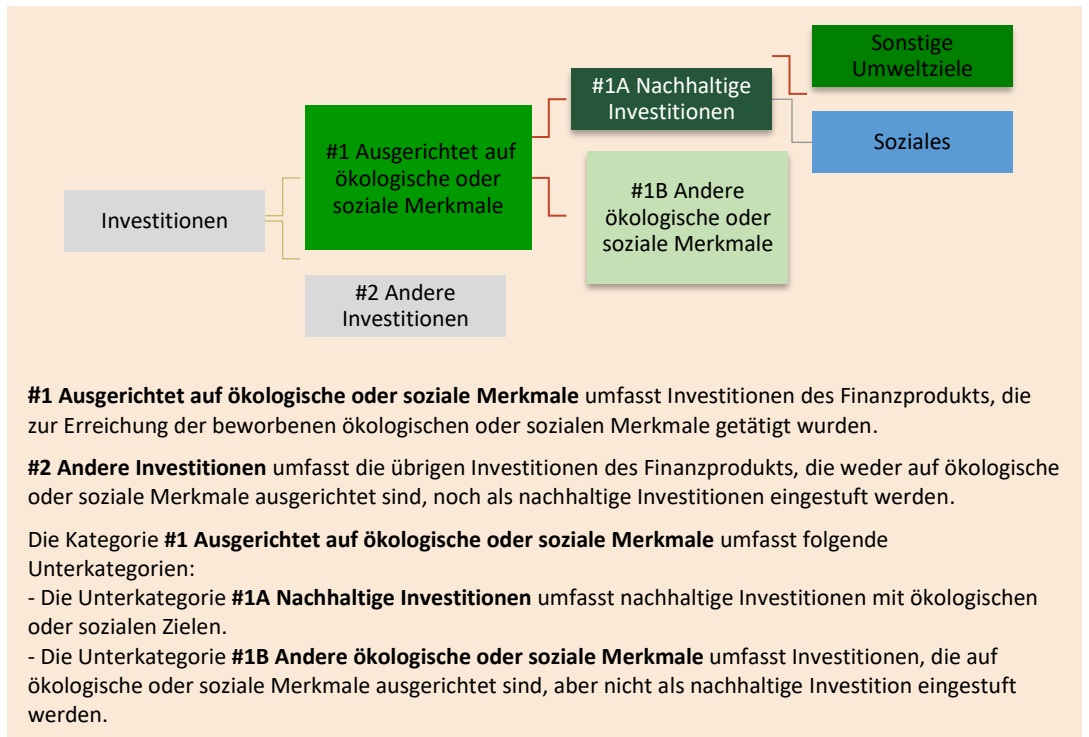 Sonstige
Umweltziele
#1A Nachhaltige
Investitionen
Soziales
#1 Ausgerichtet auf
ökologische oder
soziale Merkmale
#1B Andere
ökologische oder
soziale Merkmale
Investitionen
#2 Andere
Investitionen
#1 Ausgerichtet auf ökologische oder soziale Merkmale umfasst Investitionen des Finanzprodukts, die
zur Erreichung der beworbenen ökologischen oder sozialen Merkmale getätigt wurden.
#2 Andere Investitionen umfasst die übrigen Investitionen des Finanzprodukts, die weder auf ökologische
oder soziale Merkmale ausgerichtet sind, noch als nachhaltige Investitionen eingestuft werden.
Die Kategorie #1 Ausgerichtet auf ökologische oder soziale Merkmale umfasst folgende
Unterkategorien:
- Die Unterkategorie #1A Nachhaltige Investitionen umfasst nachhaltige Investitionen mit ökologischen
oder sozialen Zielen.
- Die Unterkategorie #1B Andere ökologische oder soziale Merkmale umfasst Investitionen, die auf
ökologische oder soziale Merkmale ausgerichtet sind, aber nicht als nachhaltige Investition eingestuft
werden.